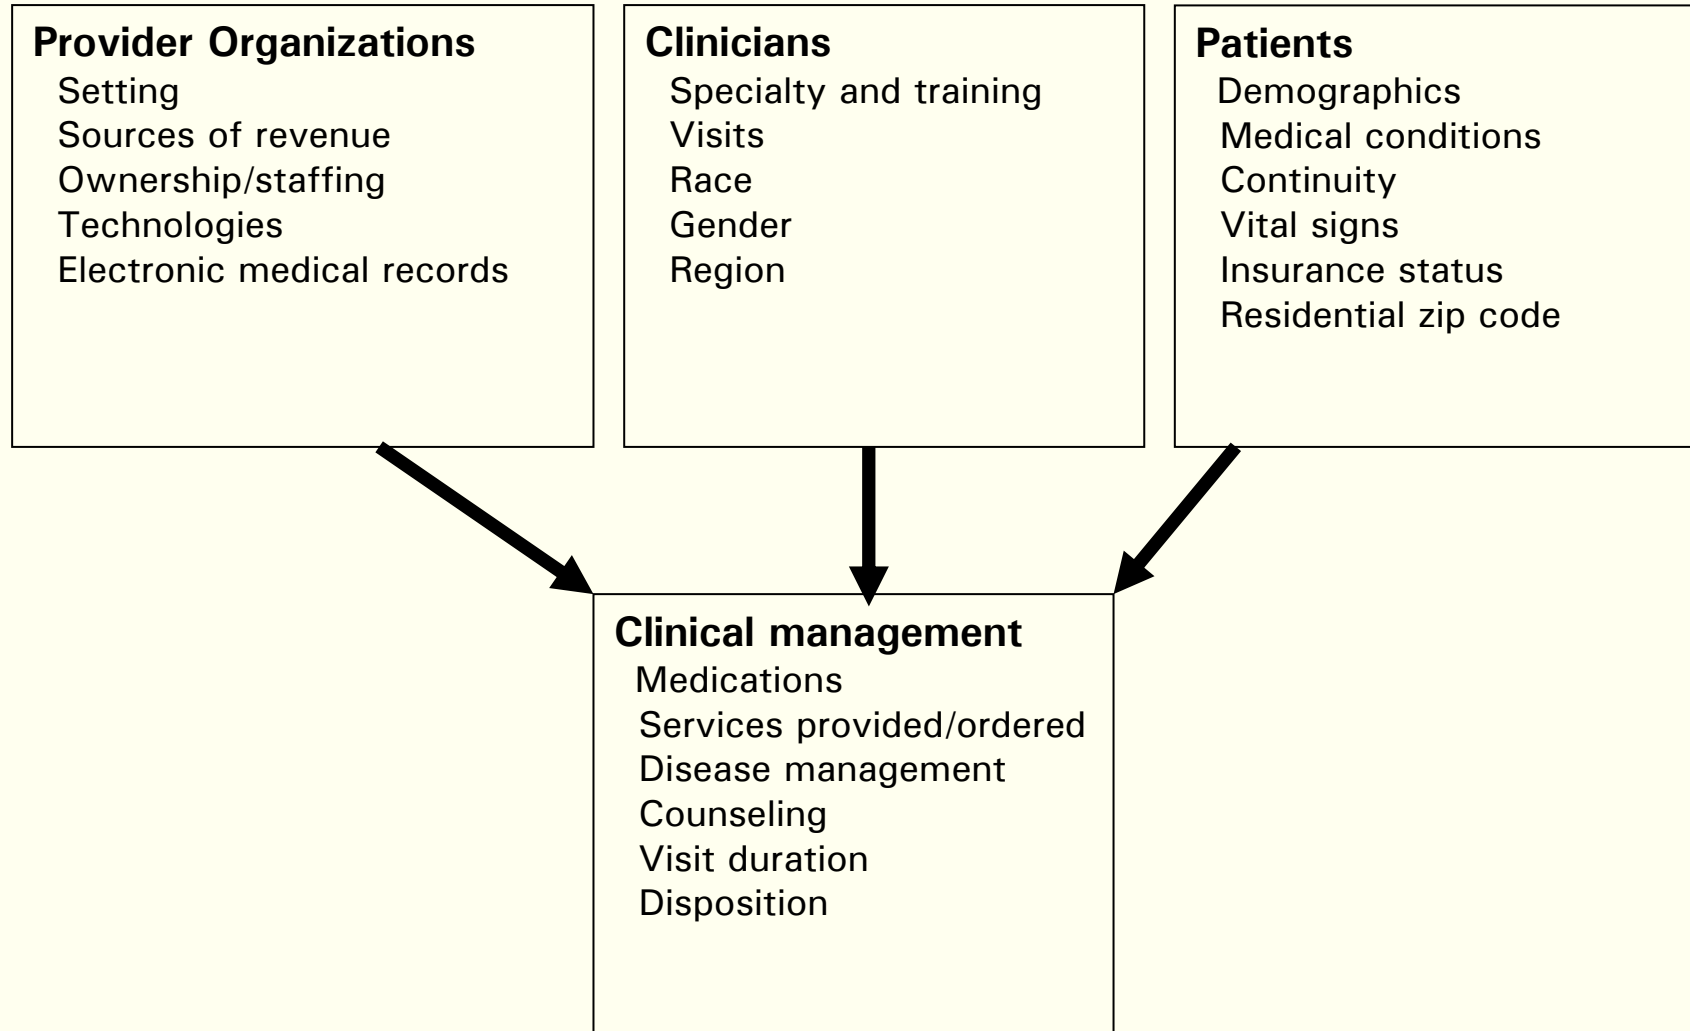 Provider Organizations
Setting
Sources of revenue
Ownership/staffing
Technologies
Electronic medical records
Clinicians
Specialty and training
Visits
Race
Gender
Region
Patients
Demographics
Medical conditions
Continuity
Vital signs
Insurance status
Residential zip code
Clinical management
Medications
Services provided/ordered
Disease management
Counseling
Visit duration
Disposition